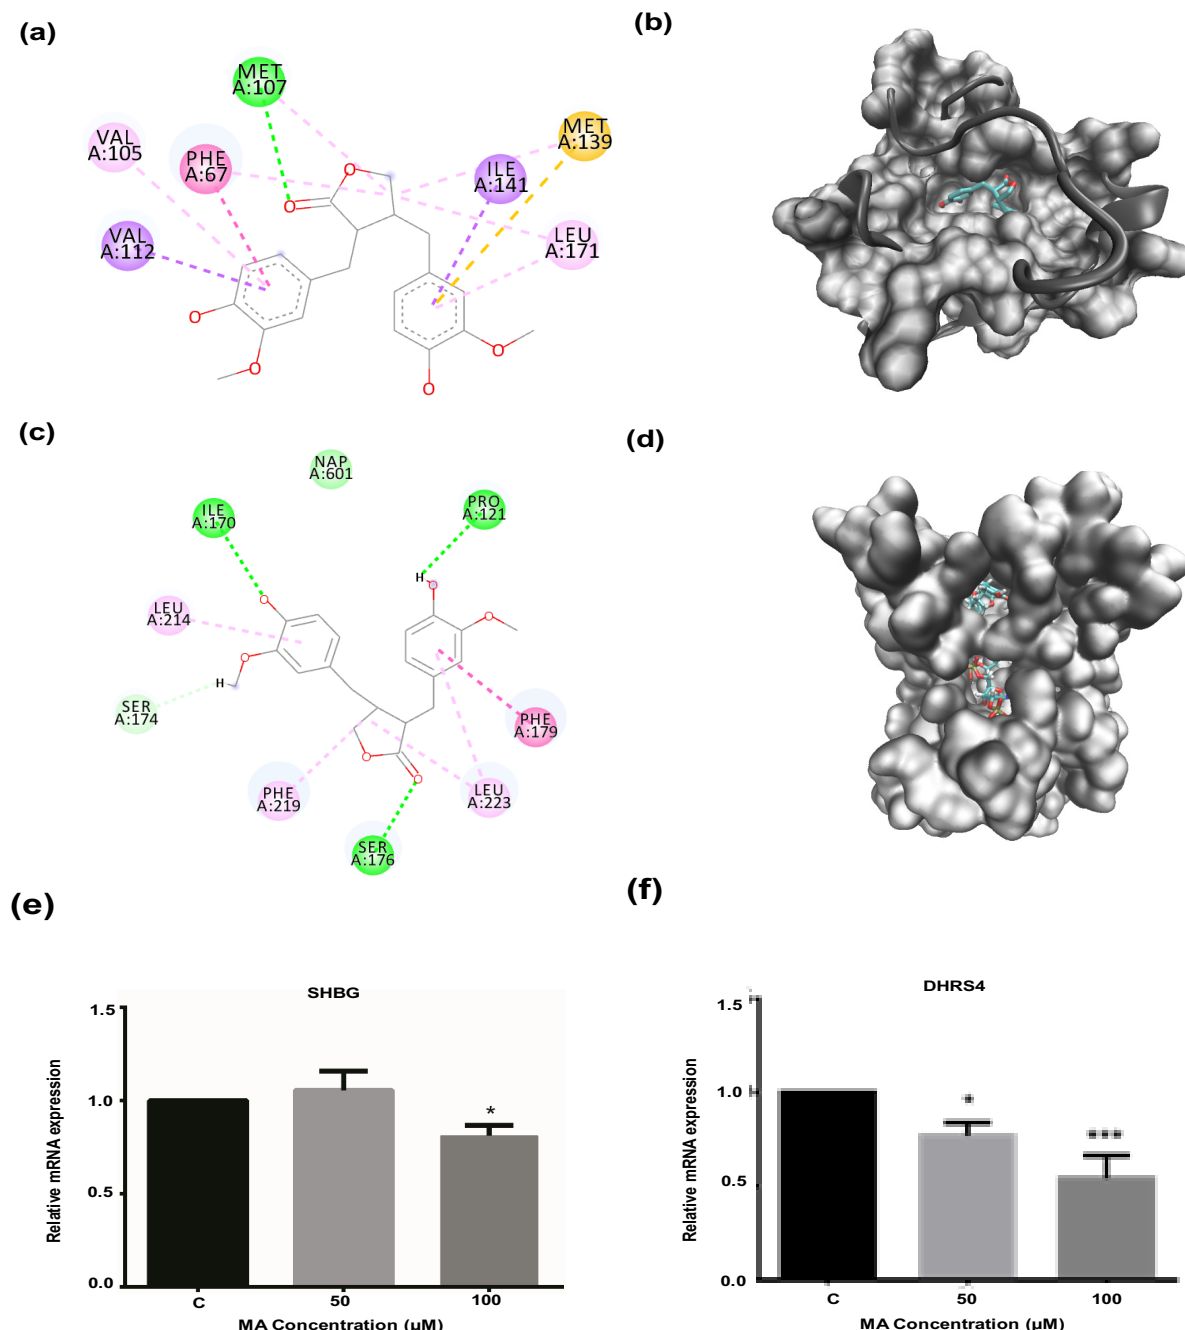 (a)
(b)
MET
A:107
VAL
A:105
PHE
A:67
MET
A:139
ILE
A:141
VAL
A:112
LEU
A:171
O
O
O
O
O
O
(c)
(d)
NAP
A:601
ILE
A:170
PRO
A:121
H
O
O
O
LEU
A:214
O
H
SER
A:174
PHE
A:179
O
O
PHE
A:219
LEU
A:223
SER
A:176
(e)
(f)
SHBG
1.5
1.0
0.5
0.0
Relative mRNA expression
*
C
50
100
MA Concentration (µM)
DHRS4
1.5
1.0
0.5
0.0
Relative mRNA expression
*
***
C
50
100
MA Concentration (µM)